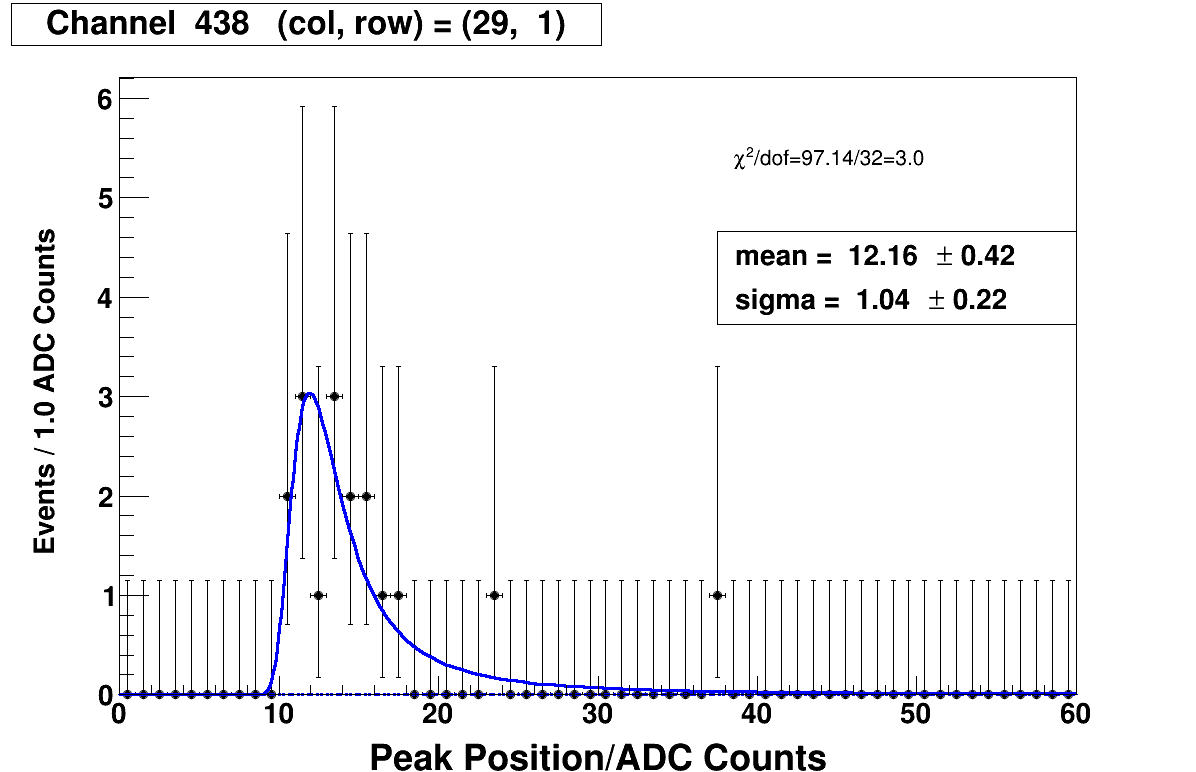 Channel 438 (col, row) = (29, 1)
χ²/dof=97.14/32=3.0
mean = 12.16 ± 0.42
sigma = 1.04 ± 0.22
Events / 1.0 ADC Counts
6
5
4
3
2
1
0
0 10 20 30 40 50 60
Peak Position/ADC Counts